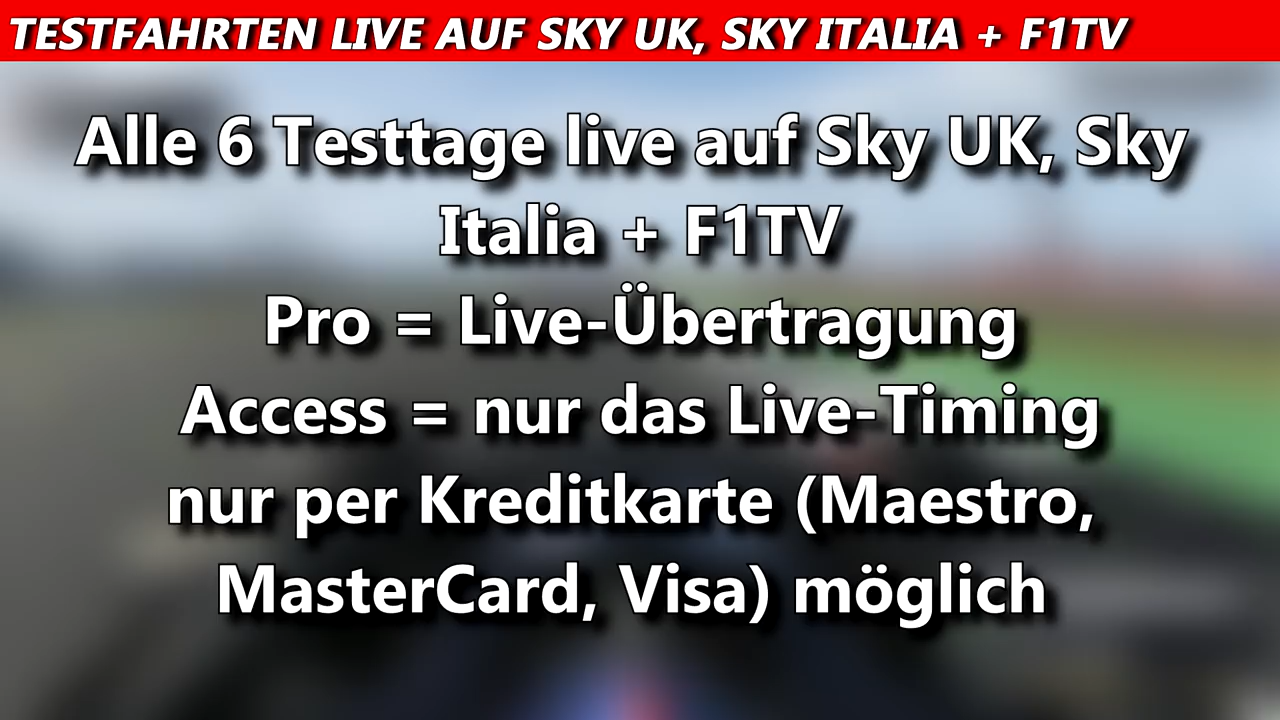 TESTFAHRTEN LIVE AUF SKY UK, SKY ITALIA + F1TV
Alle 6 Testtage live auf Sky UK, Sky
Italia + F1TV
Pro = Live-Übertragung
Access = nur das Live-Timing
nur per Kreditkarte (Maestro,
MasterCard, Visa) möglich